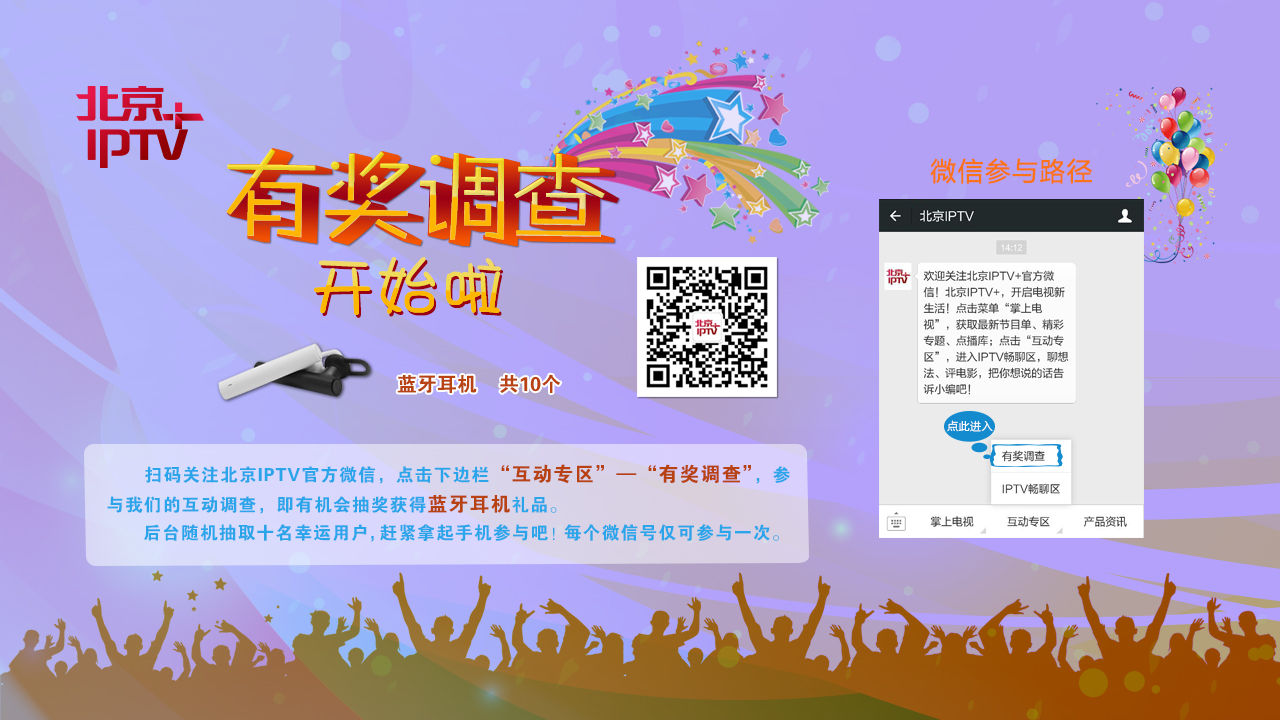 北京+
IPTV
有奖调查
开始啦
蓝牙耳机 共10个
北京+
IPTV
扫码关注北京IPTV官方微信，点击下边栏“互动专区”—“有奖调查”，参
与我们的互动调查，即有机会抽奖获得蓝牙耳机礼品。
后台随机抽取十名幸运用户，赶紧拿起手机参与吧！每个微信号仅可参与一次。
微信参与路径
北京IPTV
14:12
北京+
IPTV
欢迎关注北京IPTV+官方微
信！北京IPTV+，开启电视新
生活！点击菜单“掌上电
视”，获取最新节目单、精彩
专题、点播库；点击“互动专
区”，进入IPTV畅聊区，聊想
法、评电影，把你想说的话告
诉小编吧！
点此进入
有奖调查
IPTV畅聊区
掌上电视 互动专区 产品资讯